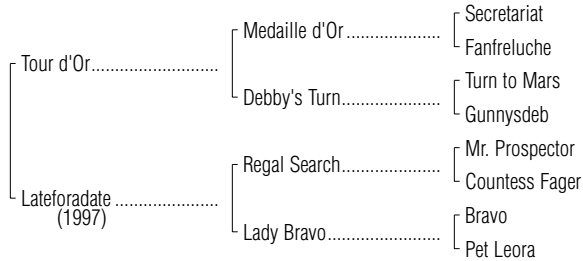 Secretariat
Medaille d'Or
Fanfreluche
Tour d'Or
Turn to Mars
Debby's Turn
Gunnysdeb
Mr. Prospector
Regal Search
Countess Fager
Lateforadate
(1997)
Bravo
Lady Bravo
Pet Leora